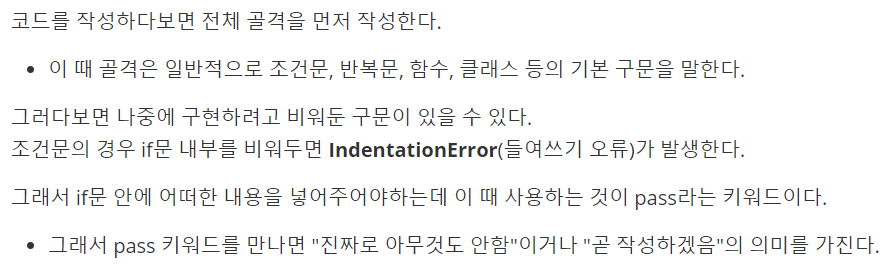 코드를 작성하다보면 전체 골격을 먼저 작성한다.
• 이 때 골격은 일반적으로 조건문, 반복문, 함수, 클래스 등의 기본 구문을 말한다.
그러다보면 나중에 구현하려고 비워둔 구문이 있을 수 있다.
조건문의 경우 if문 내부를 비워두면 IndentationError(들여쓰기 오류)가 발생한다.
그래서 if문 안에 어떠한 내용을 넣어주어야하는데 이 때 사용하는 것이 pass라는 키워드이다.
• 그래서 pass 키워드를 만나면 "진짜로 아무것도 안함"이거나 "곧 작성하겠음"의 의미를 가진다.